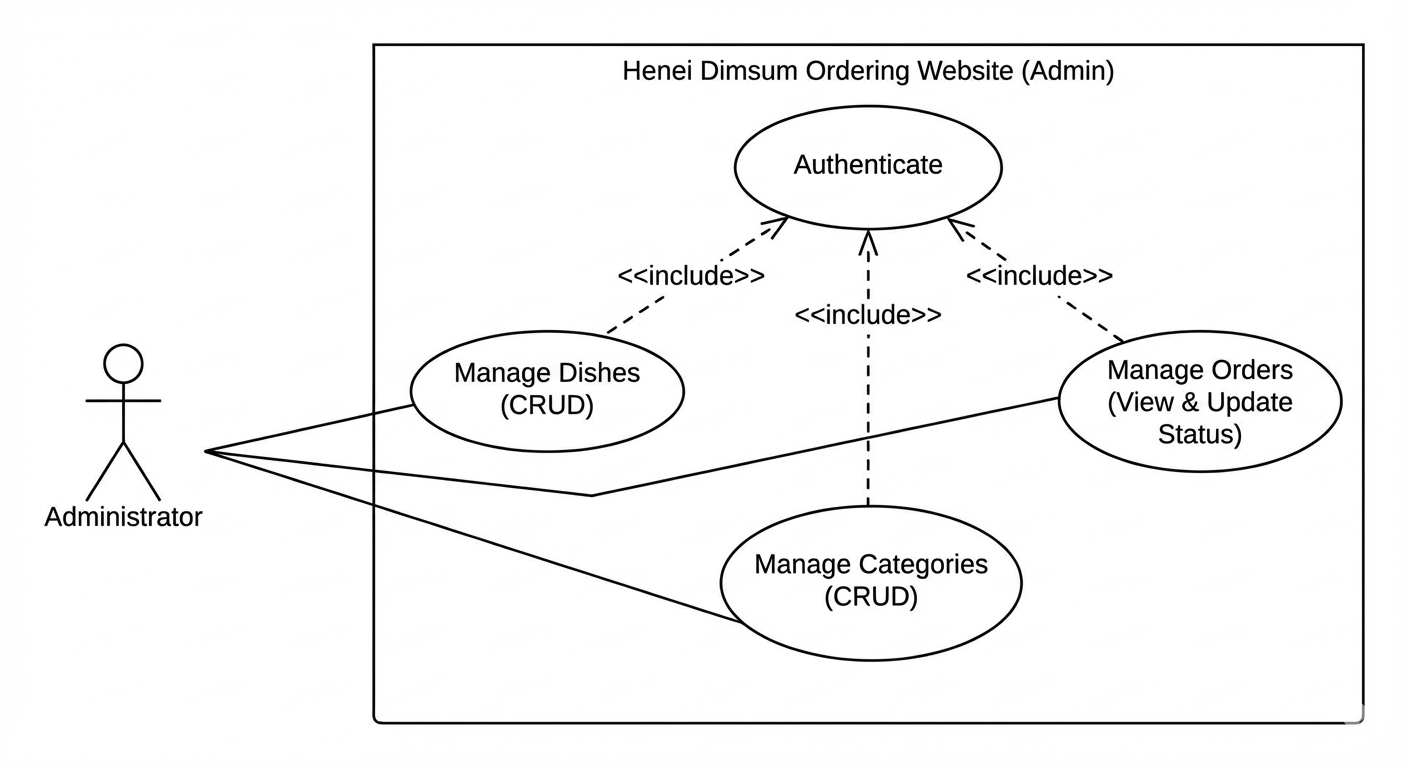 Henei Dimsum Ordering Website (Admin)
Authenticate
<<include>>
<<include>>
<<include>>
Manage Dishes
(CRUD)
Manage Orders
(View & Update
Status)
Administrator
Manage Categories
(CRUD)